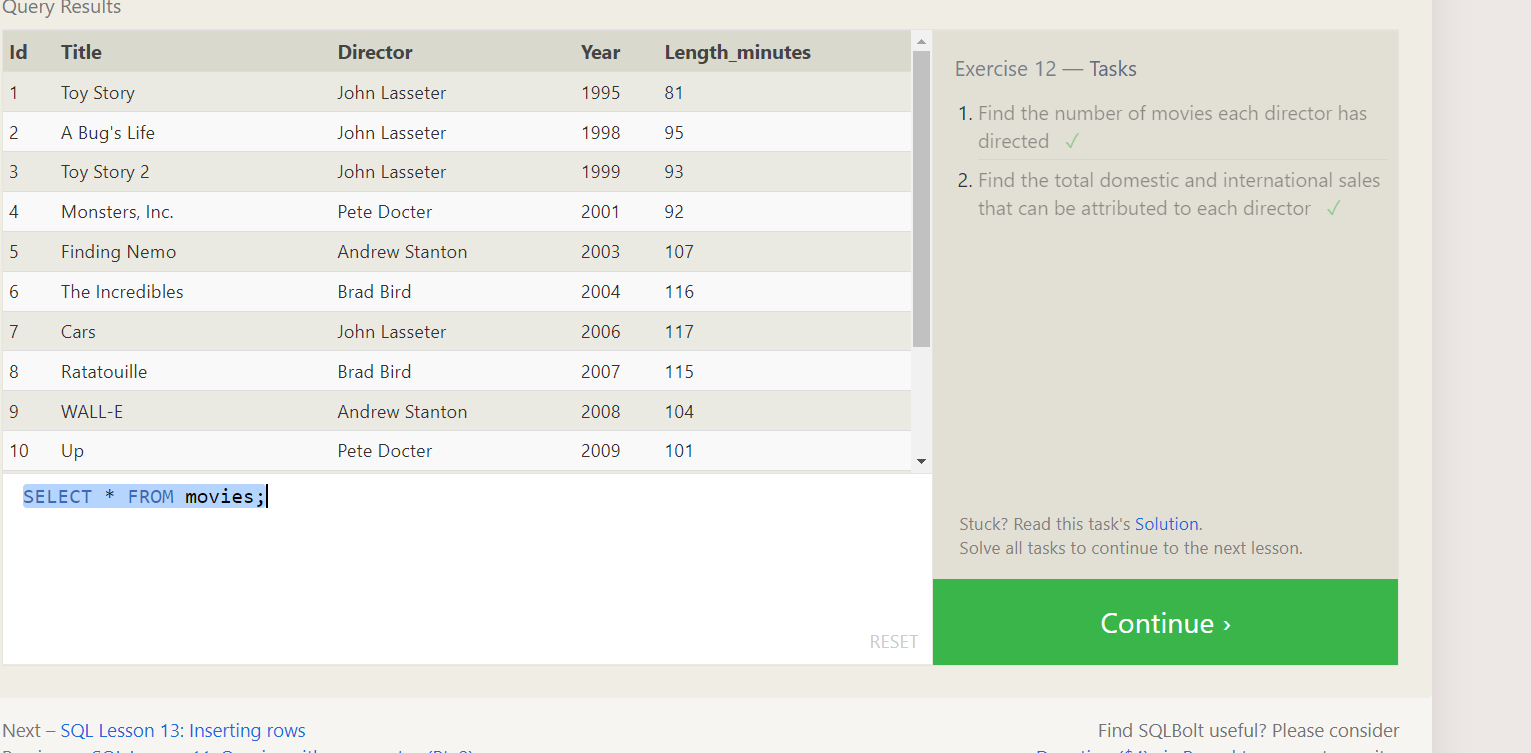 Query Results
Id Title Director Year Length_minutes
1 Toy Story John Lasseter 1995 81
2 A Bug's Life John Lasseter 1998 95
3 Toy Story 2 John Lasseter 1999 93
4 Monsters, Inc. Pete Docter 2001 92
5 Finding Nemo Andrew Stanton 2003 107
6 The Incredibles Brad Bird 2004 116
7 Cars John Lasseter 2006 117
8 Ratatouille Brad Bird 2007 115
9 WALL-E Andrew Stanton 2008 104
10 Up Pete Docter 2009 101
SELECT * FROM movies;
RESET
Exercise 12 — Tasks
1. Find the number of movies each director has
directed ✓
2. Find the total domestic and international sales
that can be attributed to each director ✓
Stuck? Read this task's Solution.
Solve all tasks to continue to the next lesson.
Continue ›
Next – SQL Lesson 13: Inserting rows
Find SQLBolt useful? Please consider